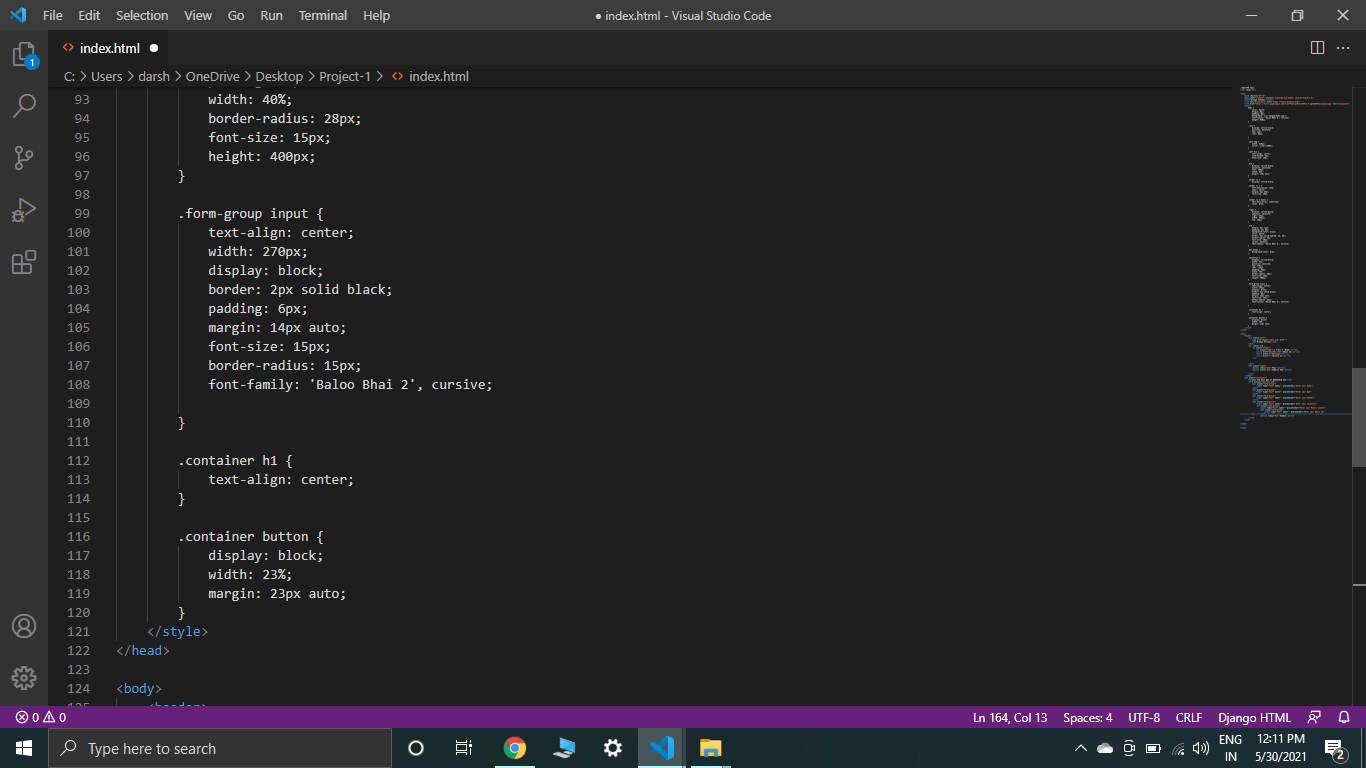 File Edit Selection View Go Run Terminal Help ● index.html - Visual Studio Code
index.html ●
C: > Users > darsh > OneDrive > Desktop > Project-1 > index.html
1
93 width: 40%;
94 border-radius: 28px;
95 font-size: 15px;
96 height: 400px;
97 }
98
99 .form-group input {
100 text-align: center;
101 width: 270px;
102 display: block;
103 border: 2px solid black;
104 padding: 6px;
105 margin: 14px auto;
106 font-size: 15px;
107 border-radius: 15px;
108 font-family: 'Baloo Bhai 2', cursive;
109
110 }
111
112 .container h1 {
113 text-align: center;
114 }
115
116 .container button {
117 display: block;
118 width: 23%;
119 margin: 23px auto;
120 }
121 </style>
122 </head>
123
124 <body>
125 <header>
0 0 Ln 164, Col 13 Spaces: 4 UTF-8 CRLF Django HTML
Type here to search
ENG
IN
12:11 PM
5/30/2021
2